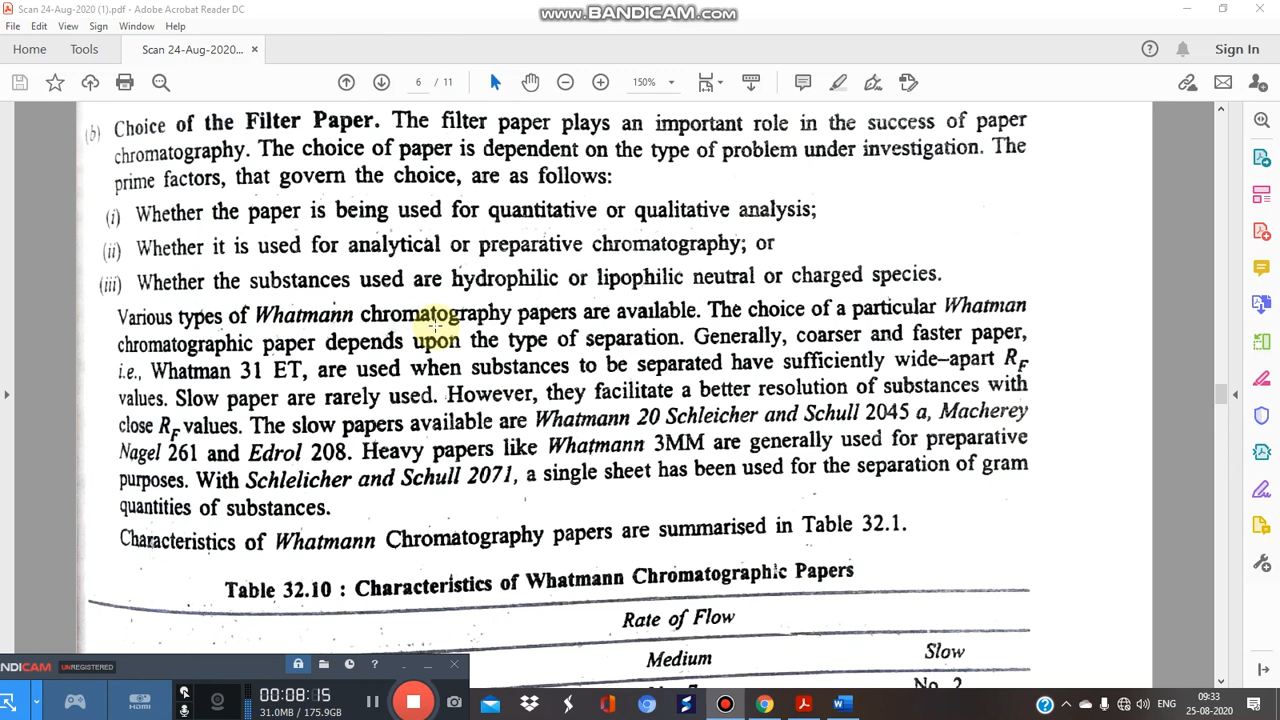 Scan 24-Aug-2020 (1).pdf - Adobe Acrobat Reader DC
www.BANDICAM.com
File Edit View Sign Window Help
Home Tools Scan 24-Aug-2020... × Sign In
6 / 11 150%
(b) Choice of the Filter Paper. The filter paper plays an important role in the success of paper
chromatography. The choice of paper is dependent on the type of problem under investigation. The
prime factors, that govern the choice, are as follows:
(i) Whether the paper is being used for quantitative or qualitative analysis;
(ii) Whether it is used for analytical or preparative chromatography; or
(iii) Whether the substances used are hydrophilic or lipophilic neutral or charged species.
Various types of Whatmann chromatography papers are available. The choice of a particular Whatman
chromatographic paper depends upon the type of separation. Generally, coarser and faster paper,
i.e., Whatman 31 ET, are used when substances to be separated have sufficiently wide-apart RF
values. Slow paper are rarely used. However, they facilitate a better resolution of substances with
close RF values. The slow papers available are Whatmann 20 Schleicher and Schull 2045 a, Macherey
Nagel 261 and Edrol 208. Heavy papers like Whatmann 3MM are generally used for preparative
purposes. With Schlelicher and Schull 2071, a single sheet has been used for the separation of gram
quantities of substances.
Characteristics of Whatmann Chromatography papers are summarised in Table 32.1.
Table 32.10 : Characteristics of Whatmann Chromatographic Papers
Rate of Flow
Medium Slow
No. 2
NDICAM UNREGISTERED
00:08:15
31.0MB / 175.9GB
ENG
09:33
25-08-2020